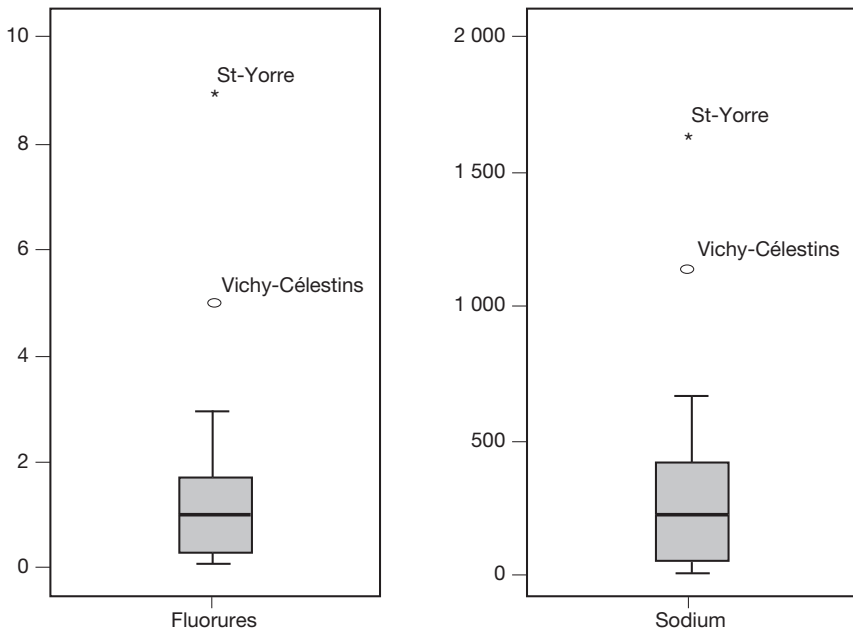 10
St-Yorre
*
8
6
Vichy-Célestins
4
2
0
Fluorures
2 000
St-Yorre
*
1 500
Vichy-Célestins
1 000
500
0
Sodium